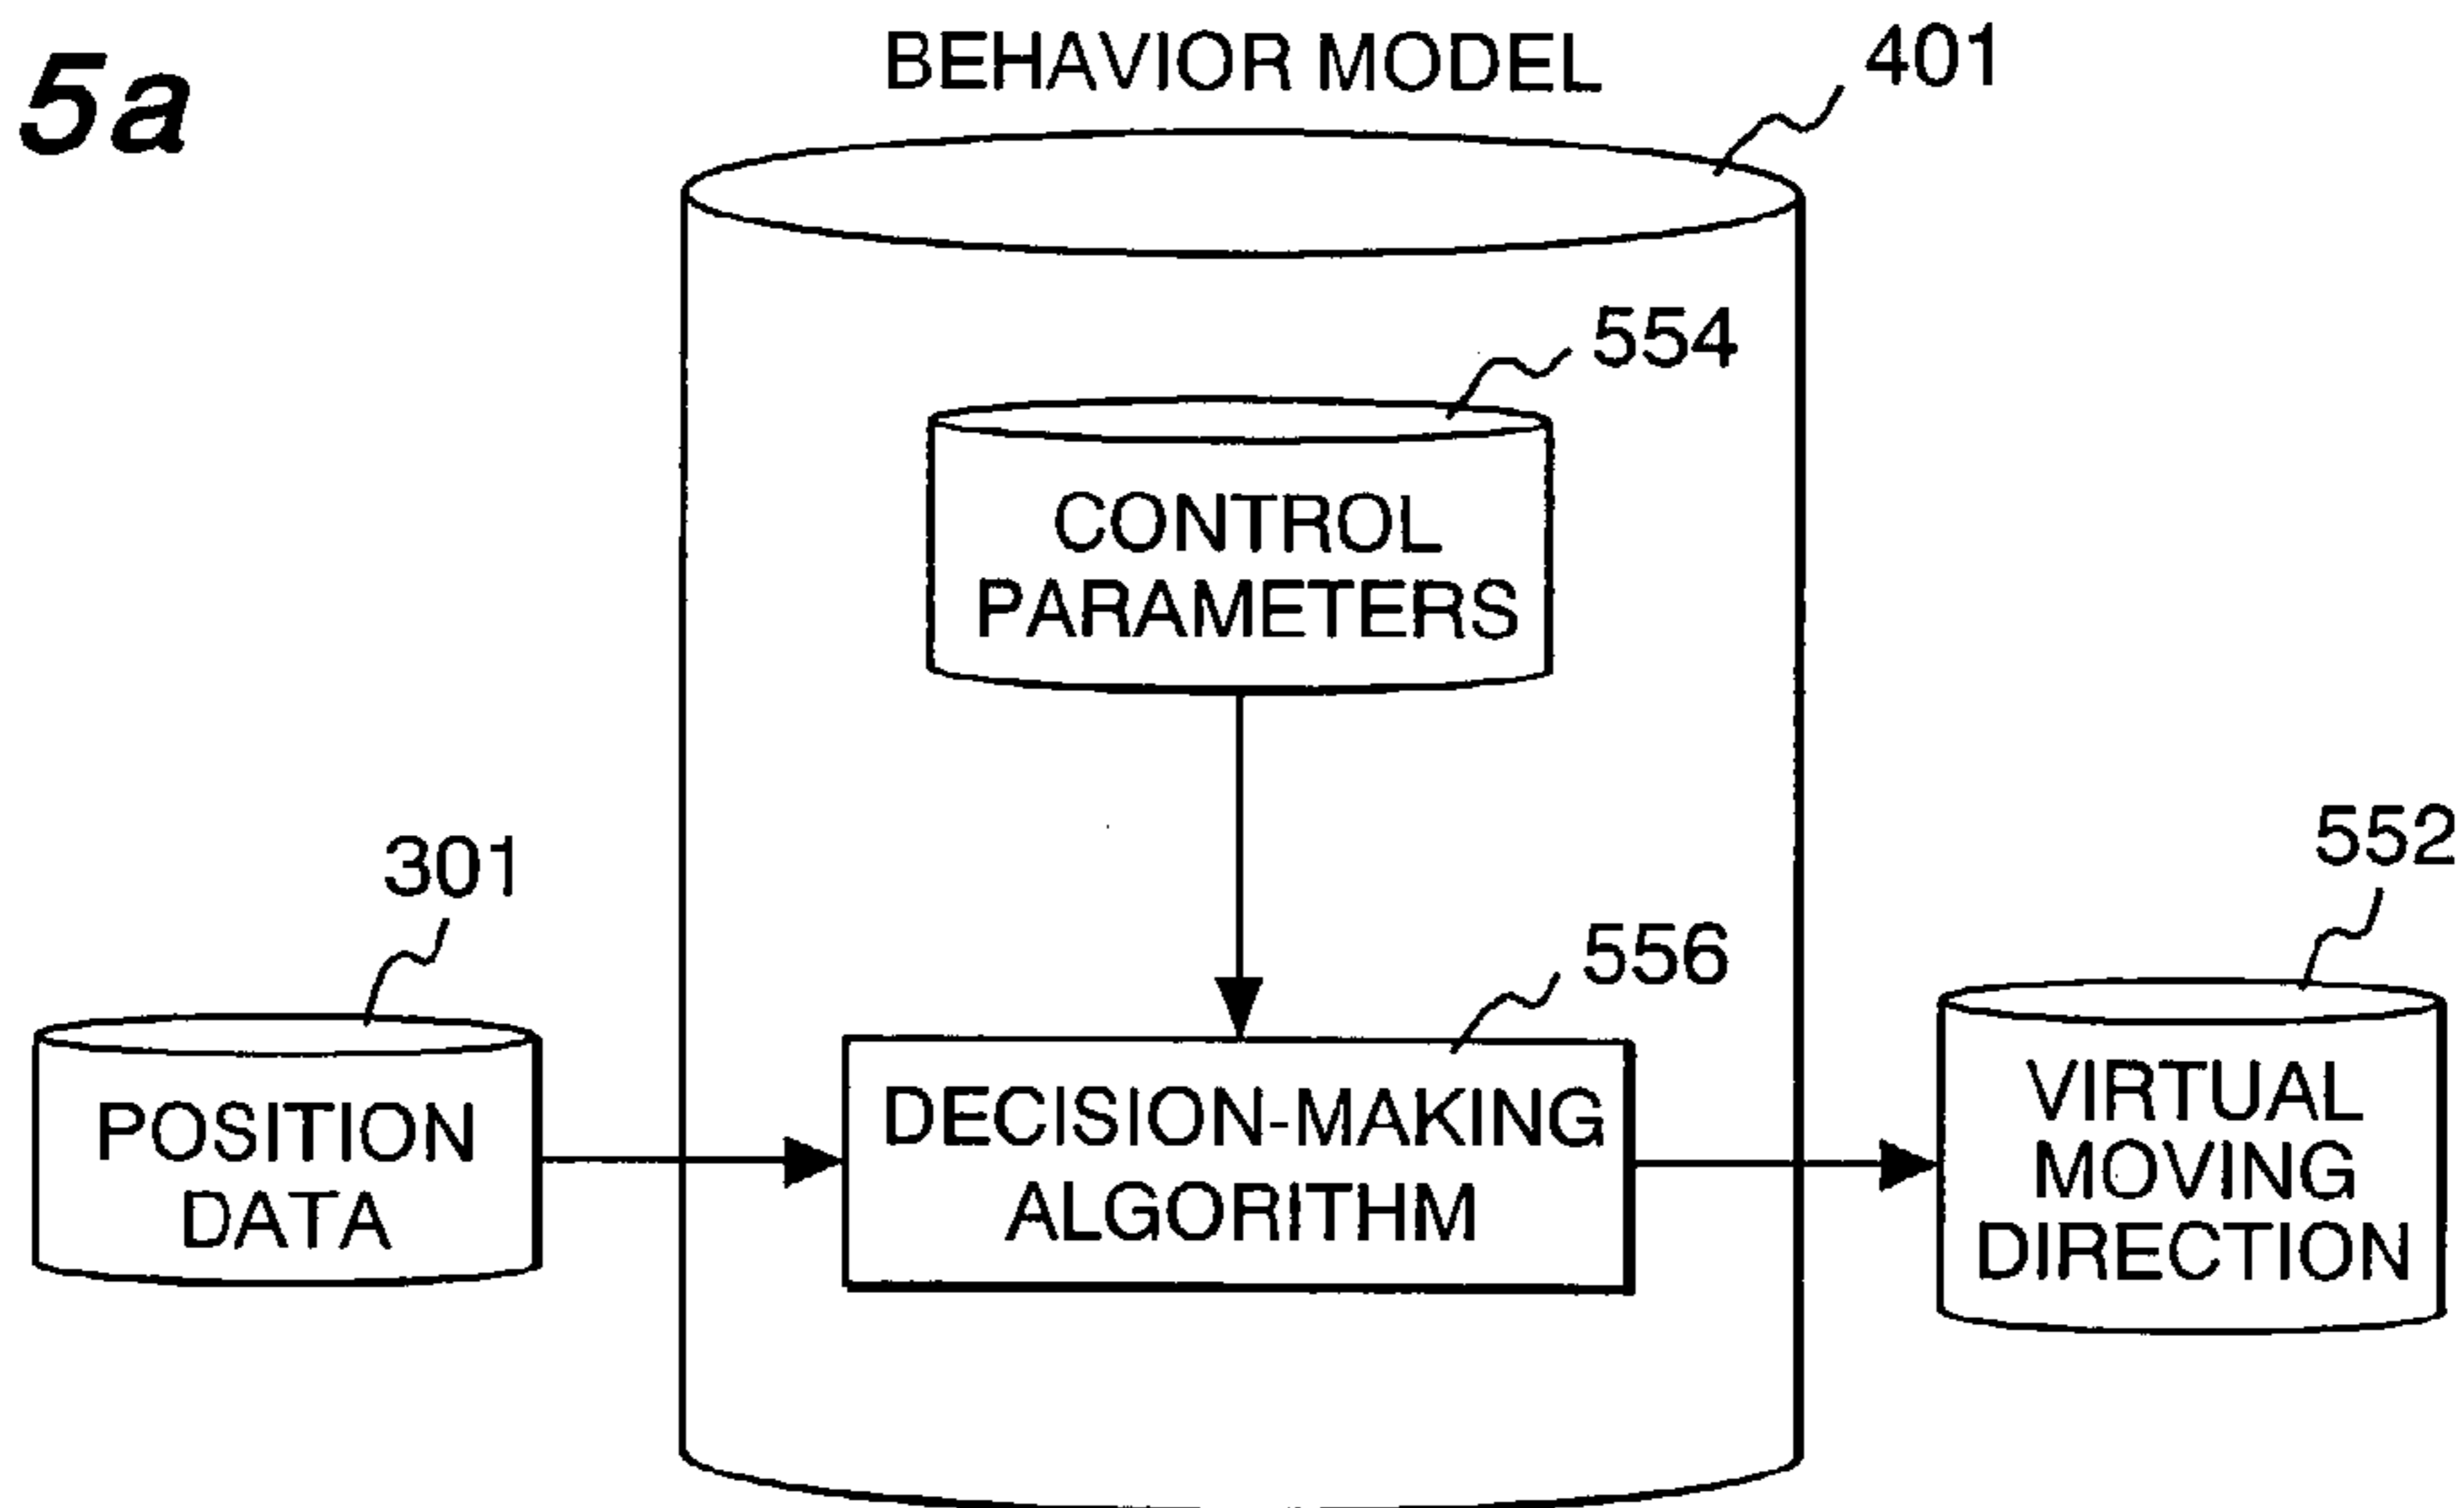 5a
BEHAVIOR MODEL
401
554
CONTROL
PARAMETERS
301
552
556
POSITION
DATA
DECISION-MAKING
ALGORITHM
VIRTUAL
MOVING
DIRECTION